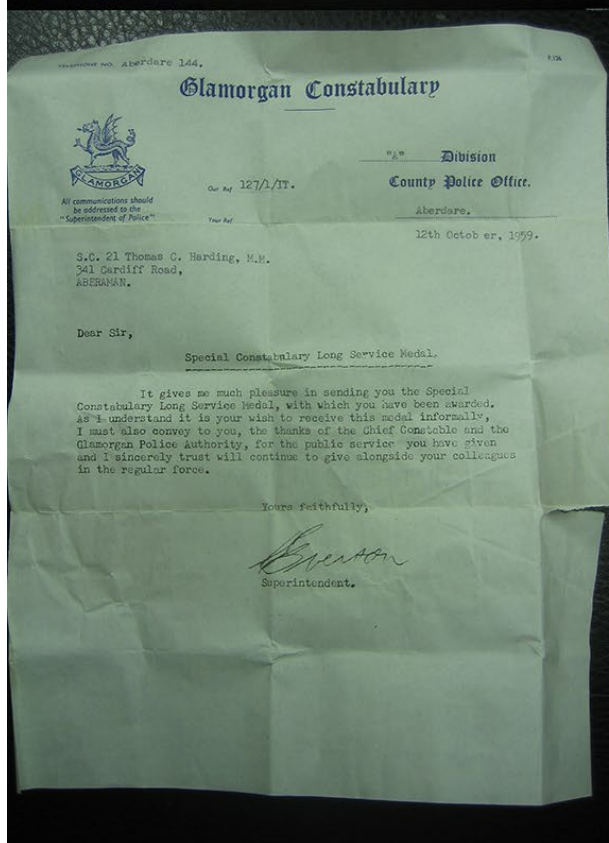 TELEPHONE NO. Aberdare 144.
F.134
Glamorgan Constabulary
GLAMORGAN
"A" Division
Our Ref 127/1/TT.
County Police Office.
All communications should
be addressed to the
"Superintendent of Police"
Your Ref
Aberdare.
12th October, 1959.
S.C. 21 Thomas C. Harding, M.M.
341 Cardiff Road,
ABERAMAN.
Dear Sir,
Special Constabulary Long Service Medal.
It gives me much pleasure in sending you the Special
Constabulary Long Service Medal, with which you have been awarded.
As I understand it is your wish to receive this medal informally,
I must also convey to you, the thanks of the Chief Constable and the
Glamorgan Police Authority, for the public service you have given
and I sincerely trust will continue to give alongside your colleagues
in the regular force.
Yours faithfully,
Superintendent.